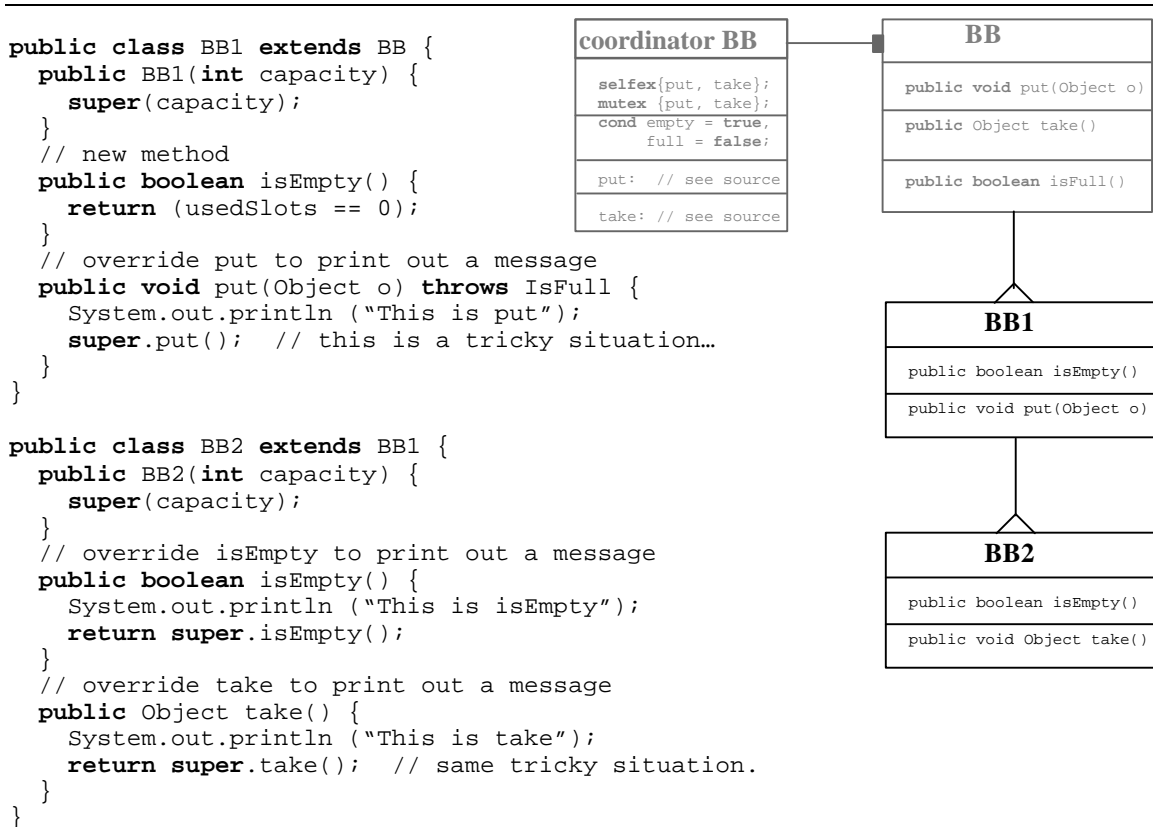 public class BB1 extends BB {
  public BB1(int capacity) {
    super(capacity);
  }
  // new method
  public boolean isEmpty() {
    return (usedSlots == 0);
  }
  // override put to print out a message
  public void put(Object o) throws IsFull {
    System.out.println (“This is put”);
    super.put();  // this is a tricky situation…
  }
}
public class BB2 extends BB1 {
  public BB2(int capacity) {
    super(capacity);
  }
  // override isEmpty to print out a message
  public boolean isEmpty() {
    System.out.println (“This is isEmpty”);
    return super.isEmpty();
  }
  // override take to print out a message
  public Object take() {
    System.out.println (“This is take”);
    return super.take();  // same tricky situation.
  }
}
coordinator BB
selfex{put, take};
mutex {put, take};
cond empty = true,
     full = false;
put:  // see source
take: // see source
BB
public void put(Object o)
public Object take()
public boolean isFull()
BB1
public boolean isEmpty()
public void put(Object o)
BB2
public boolean isEmpty()
public void Object take()